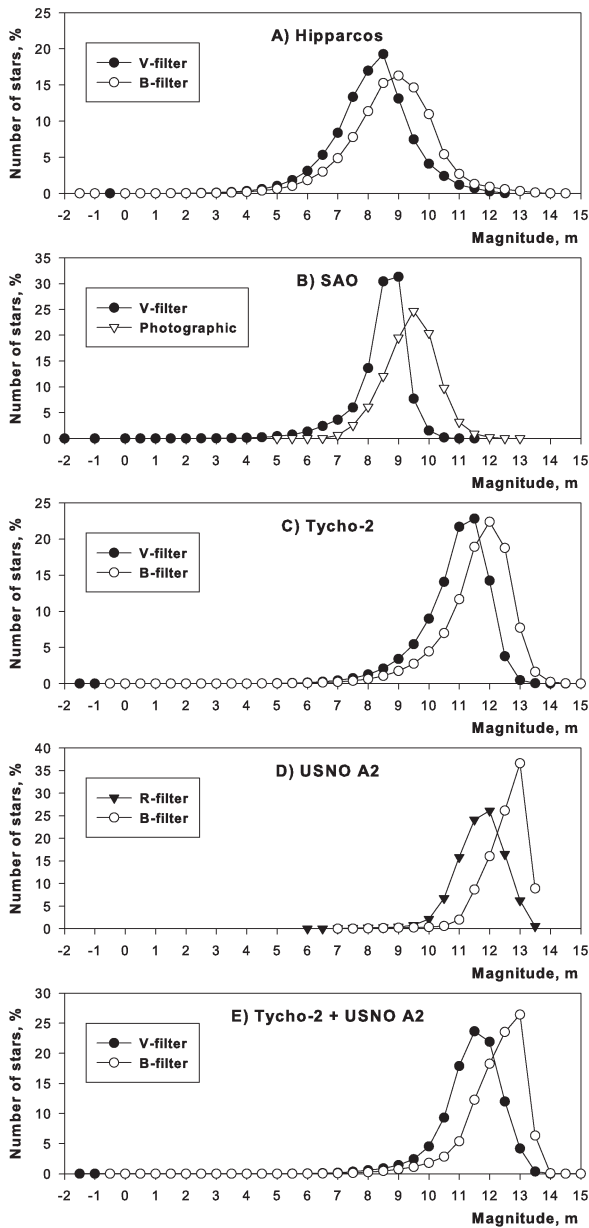 A) Hipparcos
Number of stars, %
25
20
15
10
5
0
V-filter
B-filter
-2 -1 0 1 2 3 4 5 6 7 8 9 10 11 12 13 14 15
Magnitude, m
B) SAO
Number of stars, %
35
30
25
20
15
10
5
0
V-filter
Photographic
-2 -1 0 1 2 3 4 5 6 7 8 9 10 11 12 13 14 15
Magnitude, m
C) Tycho-2
Number of stars, %
25
20
15
10
5
0
V-filter
B-filter
-2 -1 0 1 2 3 4 5 6 7 8 9 10 11 12 13 14 15
Magnitude, m
D) USNO A2
Number of stars, %
40
35
30
25
20
15
10
5
0
R-filter
B-filter
-2 -1 0 1 2 3 4 5 6 7 8 9 10 11 12 13 14 15
Magnitude, m
E) Tycho-2 + USNO A2
Number of stars, %
30
25
20
15
10
5
0
V-filter
B-filter
-2 -1 0 1 2 3 4 5 6 7 8 9 10 11 12 13 14 15
Magnitude, m